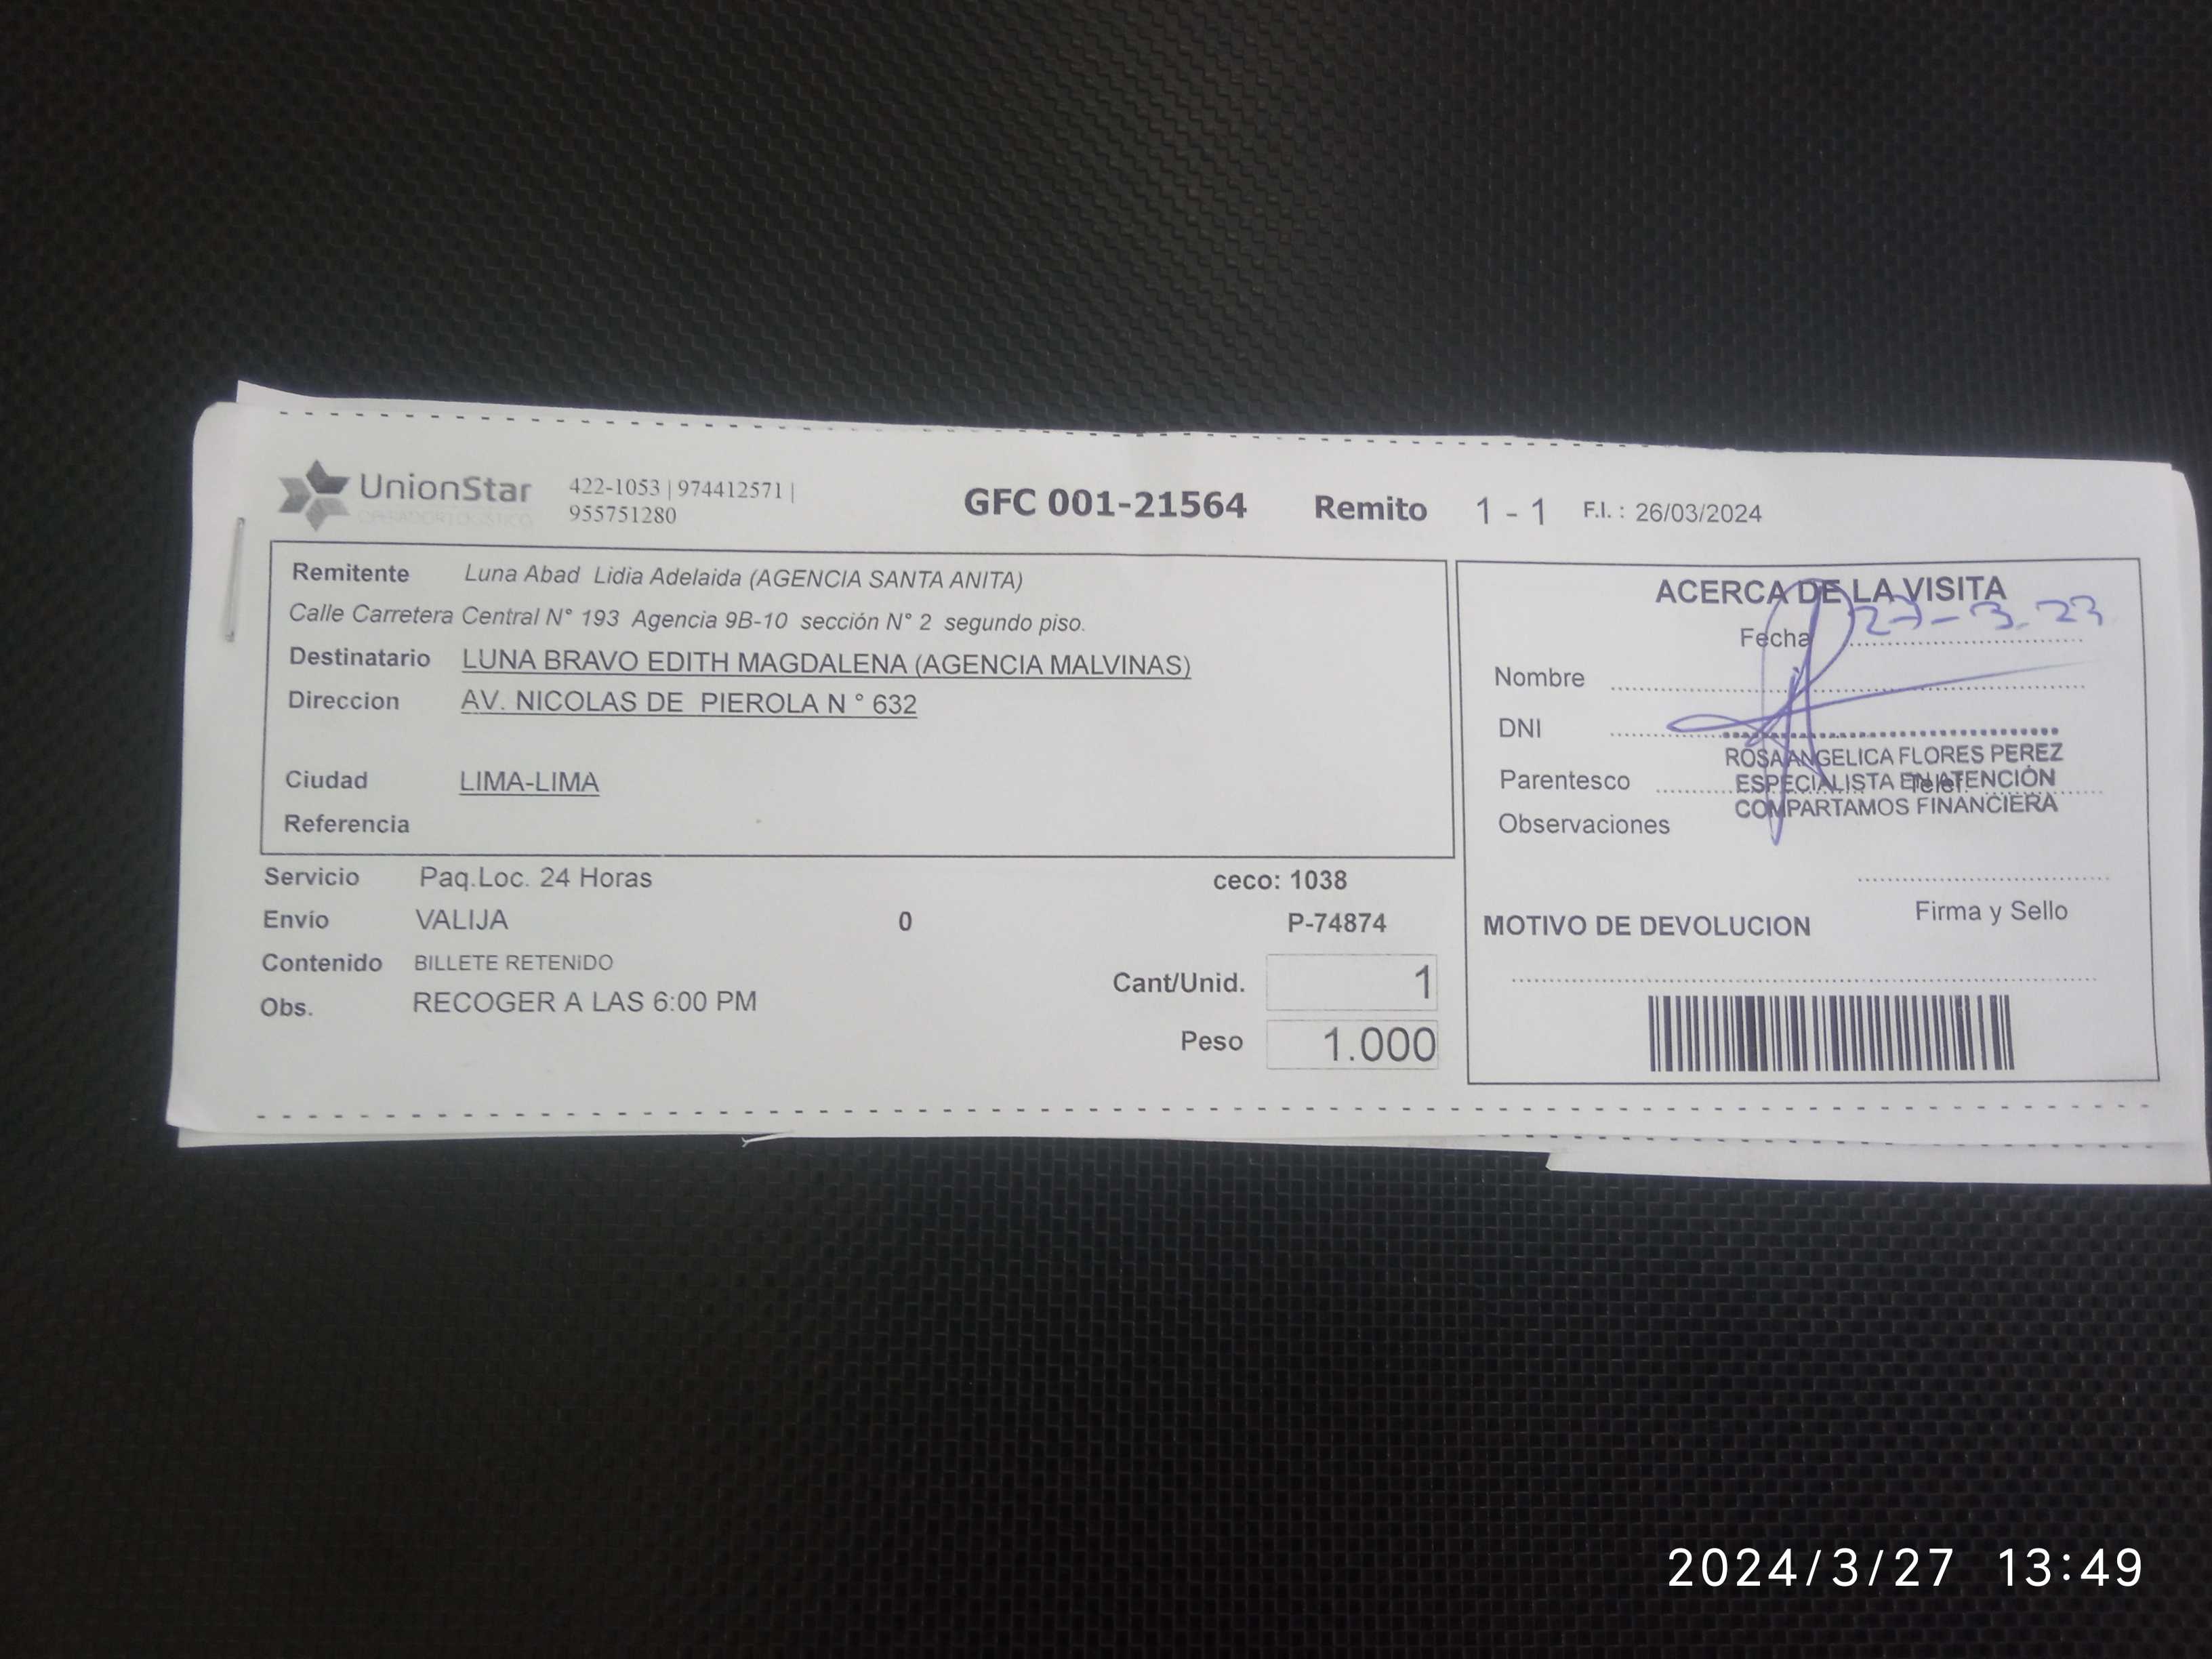 UnionStar
422-1053 | 974412571 |
955751280
GFC 001-21564 Remito 1 - 1 F.I. : 26/03/2024
Remitente Luna Abad Lidia Adelaida (AGENCIA SANTA ANITA)
Calle Carretera Central N° 193 Agencia 9B-10 sección N° 2 segundo piso.
Destinatario LUNA BRAVO EDITH MAGDALENA (AGENCIA MALVINAS)
Direccion AV. NICOLAS DE PIEROLA N ° 632
Ciudad LIMA-LIMA
Referencia
Servicio Paq.Loc. 24 Horas ceco: 1038
Envío VALIJA 0 P-74874
Contenido BILLETE RETENIDO
Cant/Unid. 1
Obs. RECOGER A LAS 6:00 PM
Peso 1.000
ACERCA DE LA VISITA
Fecha 27-3.23
Nombre
DNI
ROSA ANGELICA FLORES PEREZ
Parentesco ESPECIALISTA EN ATENCIÓN Telef.
COMPARTAMOS FINANCIERA
Observaciones
Firma y Sello
MOTIVO DE DEVOLUCION
2024/3/27 13:49